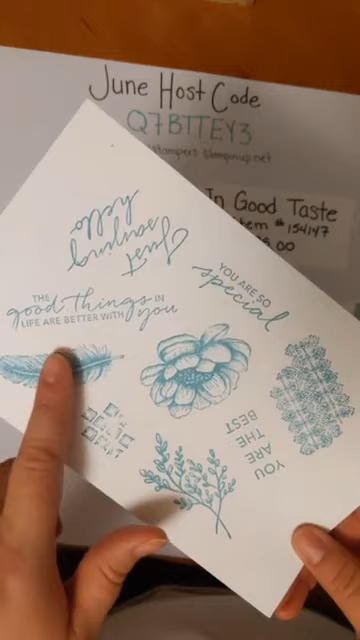 June Host Code
Q7BTTEY3
In Good Taste
#154147
.00
hello
Just
saying
YOU ARE SO
special
THE
good things IN
LIFE ARE BETTER WITH you
YOU
ARE
THE
BEST